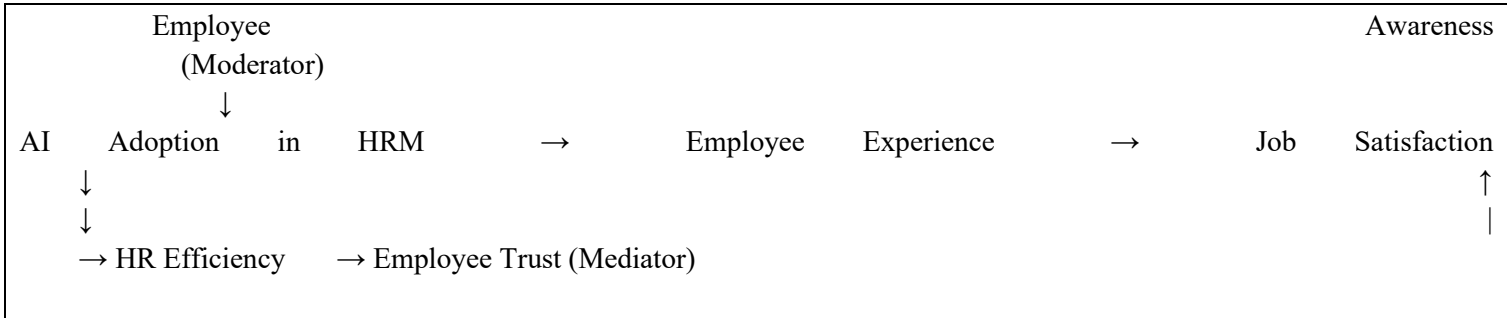 Employee Awareness
(Moderator)
↓
AI Adoption in HRM → Employee Experience → Job Satisfaction
↓ ↑
↓ |
→ HR Efficiency → Employee Trust (Mediator)